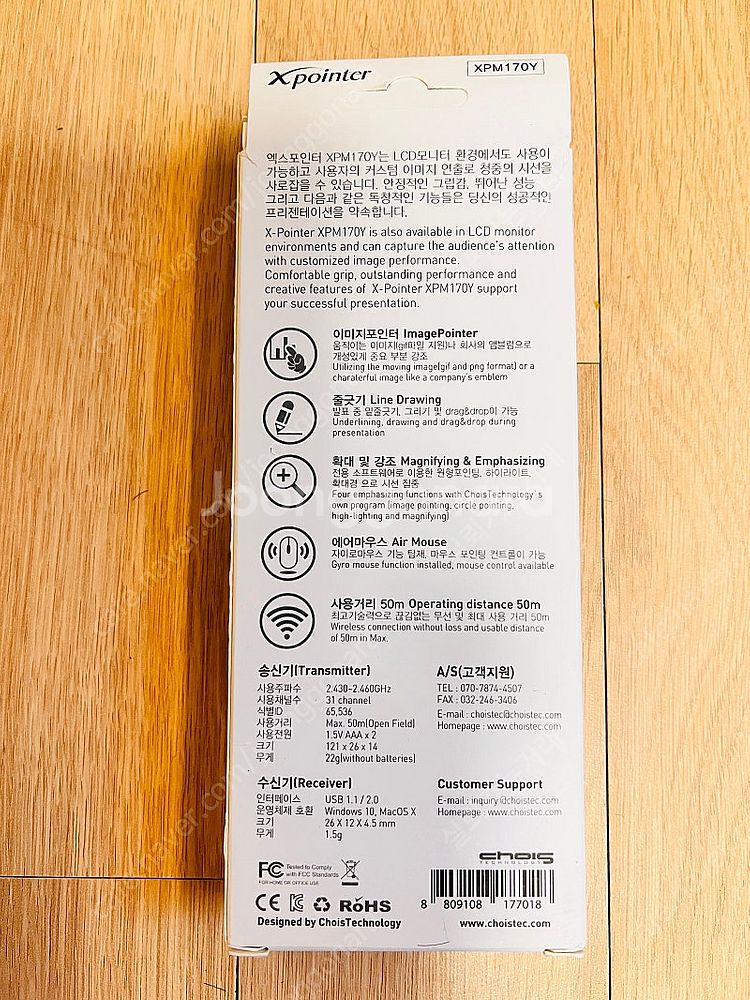 Xpointer
XPM170Y
엑스포인터 XPM170Y는 LCD모니터 환경에서도 사용이
가능하고 사용자의 커스텀 이미지 연출로 청중의 시선을
사로잡을 수 있습니다. 안정적인 그립감, 뛰어난 성능
그리고 다음과 같은 독창적인 기능들은 당신의 성공적인
프리젠테이션을 약속합니다.
X-Pointer XPM170Y is also available in LCD monitor
environments and can capture the audience's attention
with customized image performance.
Comfortable grip, outstanding performance and
creative features of X-Pointer XPM170Y support
your successful presentation.
이미지포인터 ImagePointer
움직이는 이미지(gif파일 지원)나 회사의 앰블럼으로
개성있게 중요 부분 강조
Utilizing the moving image(gif and png format) or a
charaterful image like a company's emblem
줄긋기 Line Drawing
발표 중 밑줄긋기, 그리기 및 drag&drop이 가능
Underlining, drawing and drag&drop during
presentation
확대 및 강조 Magnifying & Emphasizing
전용 소프트웨어로 이용한 원형포인팅, 하이라이트,
확대경 으로 시선 집중
Four emphasizing functions with ChoisTechnology`s
own program (image pointing, circle pointing,
high-lighting and magnifying)
에어마우스 Air Mouse
자이로마우스 기능 탑재, 마우스 포인팅 컨트롤이 가능
Gyro mouse function installed, mouse control available
사용거리 50m Operating distance 50m
최고기술력으로 끊김없는 무선 및 최대 사용 거리 50m
Wireless connection without loss and usable distance
of 50m in Max.
송신기(Transmitter)
사용주파수 2.430~2.460GHz
사용채널수 31 channel
식별ID 65,536
사용거리 Max. 50m(Open Field)
사용전원 1.5V AAA x 2
크기 121 x 26 x 14
무게 22g(without batteries)
A/S(고객지원)
TEL : 070-7874-4507
FAX : 032-246-3406
E-mail : choistec@choistec.com
Homepage : www.choistec.com
수신기(Receiver)
인터페이스 USB 1.1 / 2.0
운영체제 호환 Windows 10, MacOS X
크기 26 X 12 X 4.5 mm
무게 1.5g
Customer Support
E-mail : inquiry@choistec.com
Homepage : www.choistec.com
FC Tested to Comply
with FCC Standards
FOR HOME OR OFFICE USE
CE RoHS
Designed by ChoisTechnology
chois
TECHNOLOGY
8 809108 177018
www.choistec.com